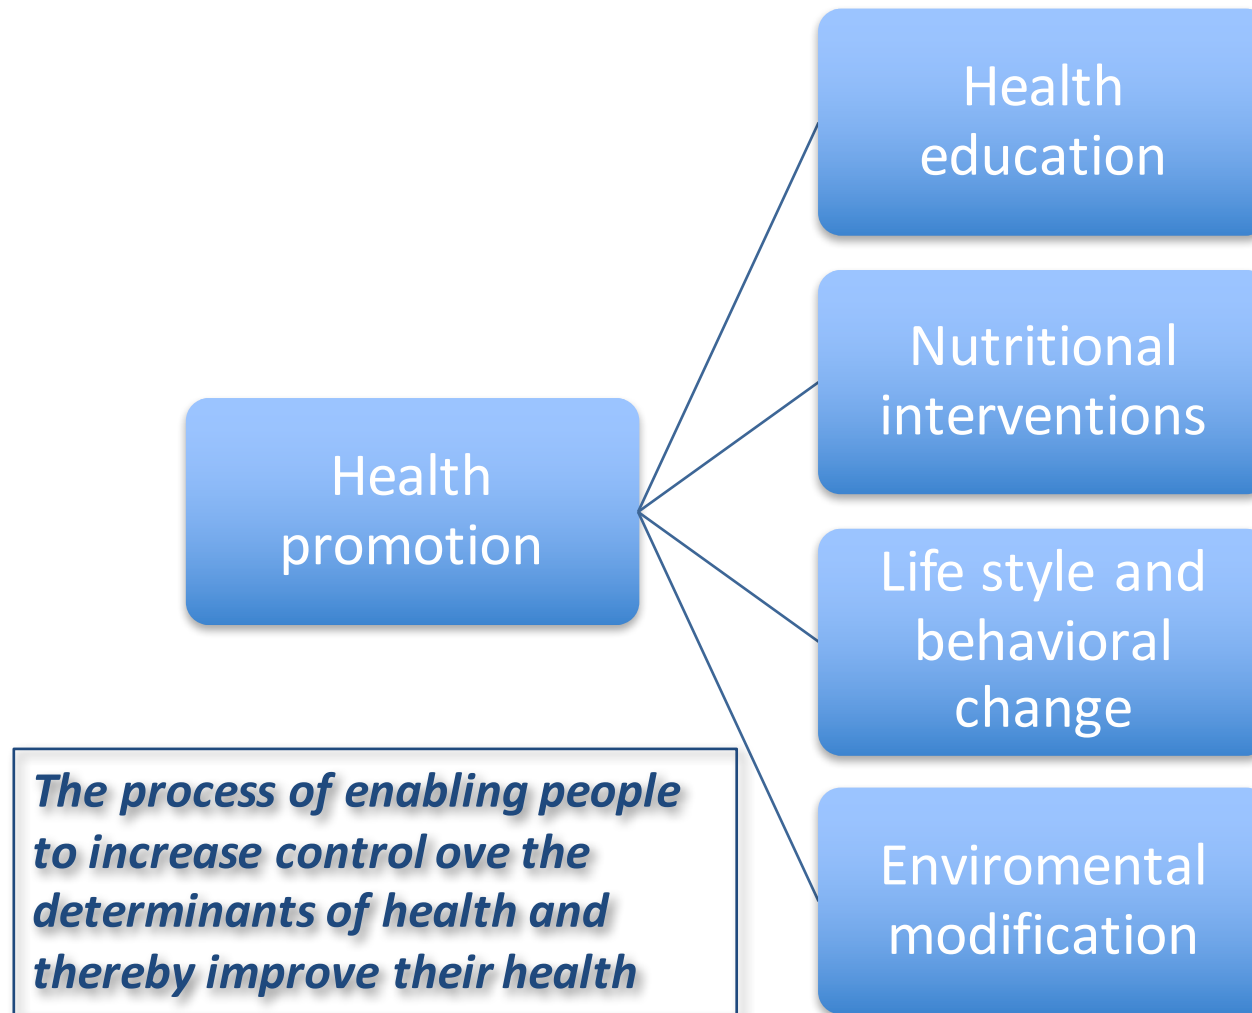 Health
education
Nutritional
interventions
Health
promotion
Life style and
behavioral
change
Enviromental
modification
The process of enabling people
to increase control ove the
determinants of health and
thereby improve their health